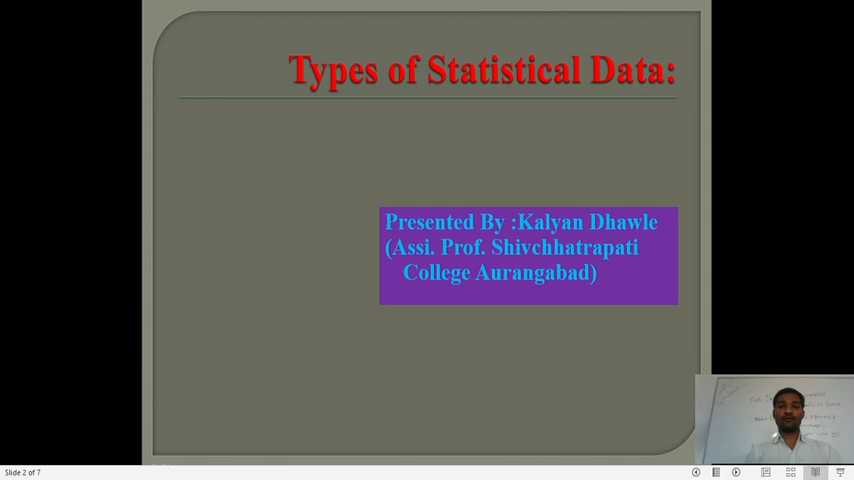 Types of Statistical Data:
Presented By :Kalyan Dhawle
(Assi. Prof. Shivchhatrapati
College Aurangabad)
Slide 2 of 7